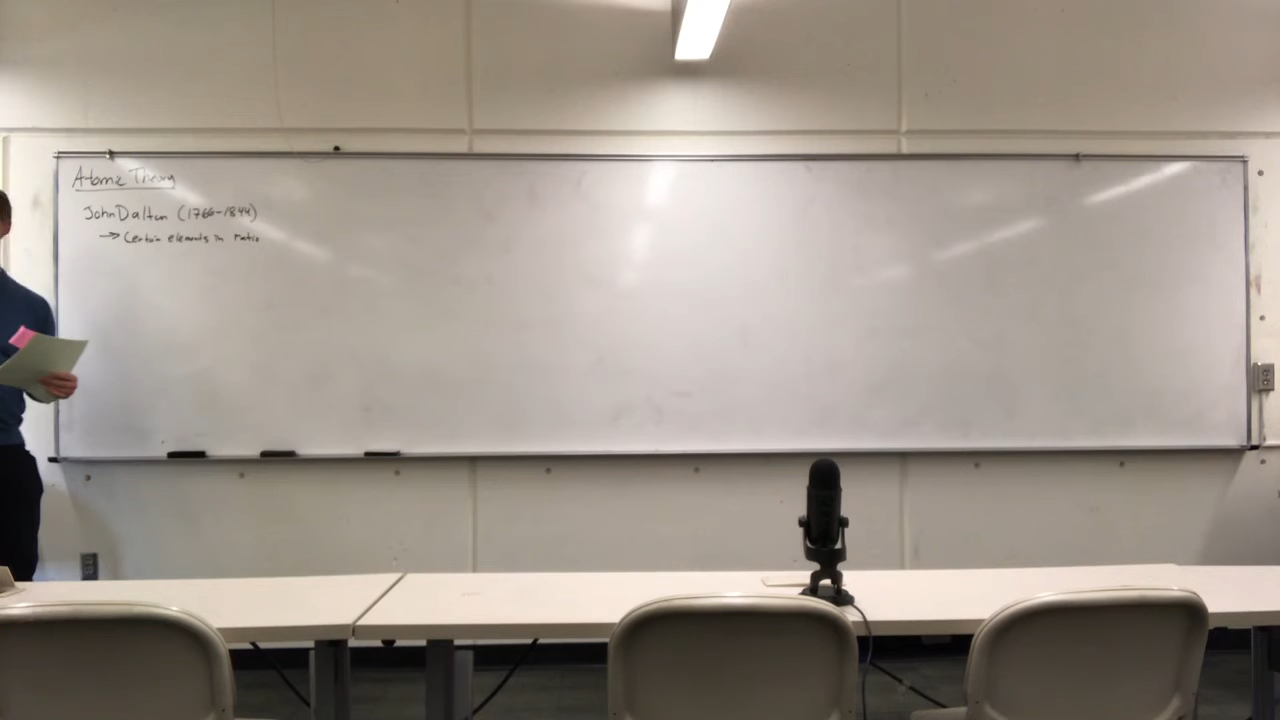 Atomic Theory
John Dalton (1766-1844)
→ Certain elements in ratio